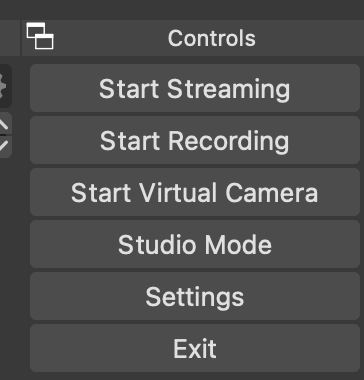 Controls
Start Streaming
Start Recording
Start Virtual Camera
Studio Mode
Settings
Exit